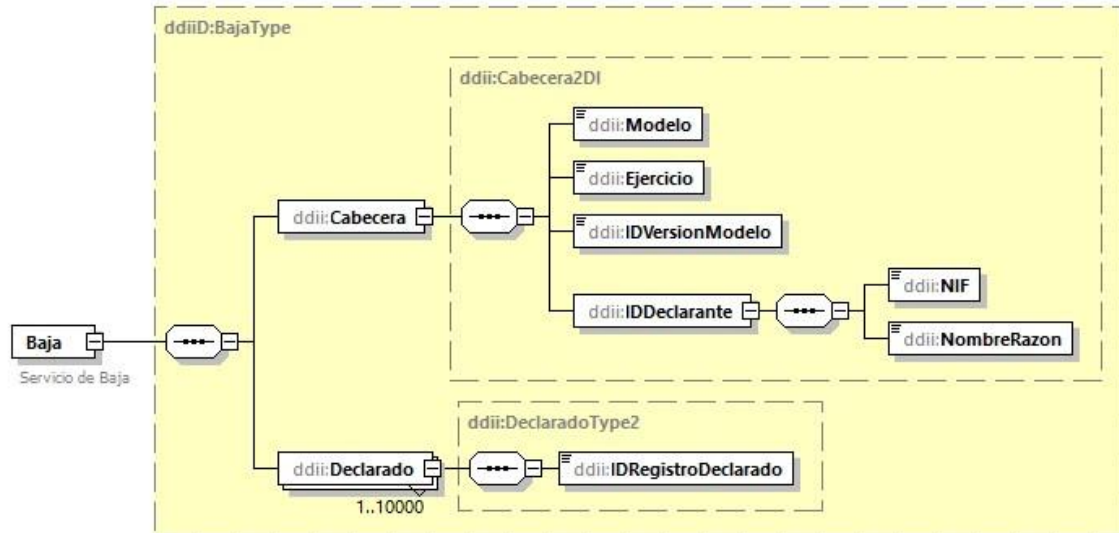 ddiiD:BajaType
ddii:Cabecera2DI
ddii:Modelo
ddii:Ejercicio
ddii:Cabecera
ddii:IDVersionModelo
ddii:NIF
ddii:IDDeclarante
ddii:NombreRazon
Baja
Servicio de Baja
ddii:DeclaradoType2
ddii:Declarado
ddii:IDRegistroDeclarado
1..10000